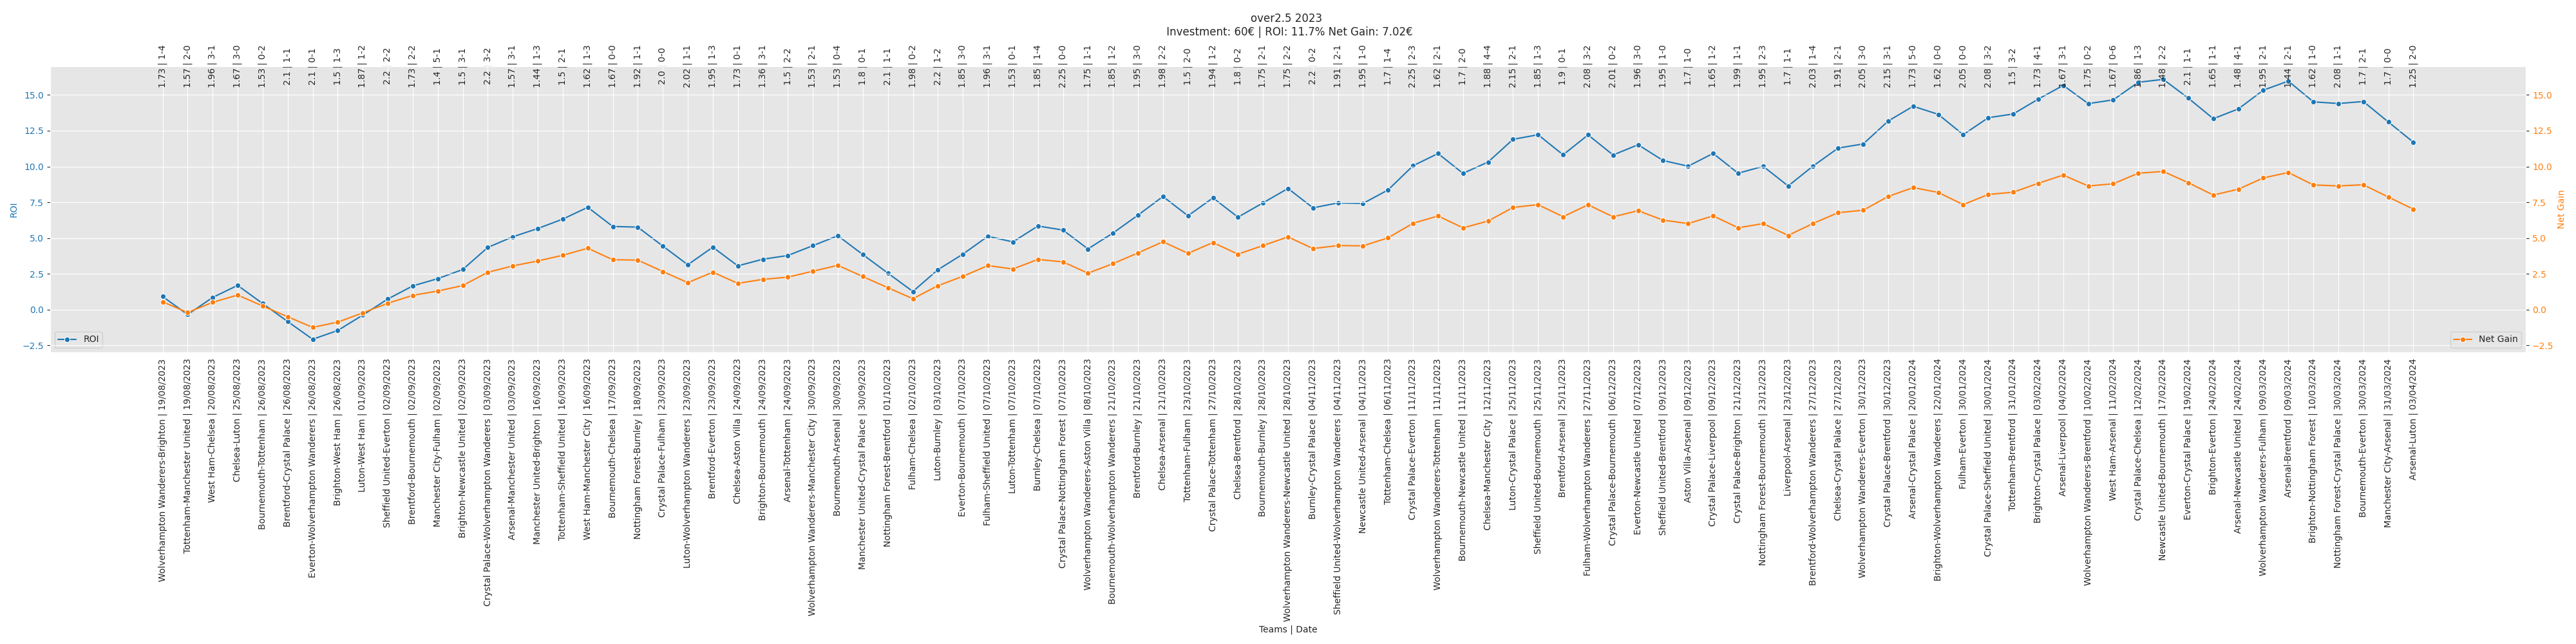 over2.5 2023
Investment: 60€ | ROI: 11.7% Net Gain: 7.02€
1.73 | 1-4
1.57 | 2-0
1.96 | 3-1
1.67 | 3-0
1.53 | 0-2
2.1 | 1-1
2.1 | 0-1
1.5 | 1-3
1.87 | 1-2
2.2 | 2-2
1.73 | 2-2
1.4 | 5-1
1.5 | 3-1
2.2 | 3-2
1.57 | 3-1
1.44 | 1-3
1.5 | 2-1
1.62 | 1-3
1.67 | 0-0
1.92 | 1-1
2.0 | 0-0
2.02 | 1-1
1.95 | 1-3
1.73 | 0-1
1.36 | 3-1
1.5 | 2-2
1.53 | 2-1
1.53 | 0-4
1.8 | 0-1
2.1 | 1-1
1.98 | 0-2
2.2 | 1-2
1.85 | 3-0
1.96 | 3-1
1.53 | 0-1
1.85 | 1-4
2.25 | 0-0
1.75 | 1-1
1.85 | 1-2
1.95 | 3-0
1.98 | 2-2
1.5 | 2-0
1.94 | 1-2
1.8 | 0-2
1.75 | 2-1
1.75 | 2-2
2.2 | 0-2
1.91 | 2-1
1.95 | 1-0
1.7 | 1-4
2.25 | 2-3
1.62 | 2-1
1.7 | 2-0
1.88 | 4-4
2.15 | 2-1
1.85 | 1-3
1.9 | 0-1
2.08 | 3-2
2.01 | 0-2
1.96 | 3-0
1.95 | 1-0
1.7 | 1-0
1.65 | 1-2
1.99 | 1-1
1.95 | 2-3
1.7 | 1-1
2.03 | 1-4
1.91 | 2-1
2.05 | 3-0
2.15 | 3-1
1.73 | 5-0
1.62 | 0-0
2.05 | 0-0
2.08 | 3-2
1.5 | 3-2
1.73 | 4-1
1.67 | 3-1
1.75 | 0-2
1.67 | 0-6
1.86 | 1-3
1.48 | 2-2
2.1 | 1-1
1.65 | 1-1
1.48 | 4-1
1.95 | 2-1
1.44 | 2-1
1.62 | 1-0
2.08 | 1-1
1.7 | 2-1
1.7 | 0-0
1.25 | 2-0
15.0
12.5
10.0
7.5
5.0
2.5
0.0
−2.5
ROI
ROI
15.0
12.5
10.0
7.5
5.0
2.5
0.0
−2.5
Net Gain
Net Gain
Wolverhampton Wanderers-Brighton | 19/08/2023
Tottenham-Manchester United | 19/08/2023
West Ham-Chelsea | 20/08/2023
Chelsea-Luton | 25/08/2023
Bournemouth-Tottenham | 26/08/2023
Brentford-Crystal Palace | 26/08/2023
Everton-Wolverhampton Wanderers | 26/08/2023
Brighton-West Ham | 26/08/2023
Luton-West Ham | 01/09/2023
Sheffield United-Everton | 02/09/2023
Brentford-Bournemouth | 02/09/2023
Manchester City-Fulham | 02/09/2023
Brighton-Newcastle United | 02/09/2023
Crystal Palace-Wolverhampton Wanderers | 03/09/2023
Arsenal-Manchester United | 03/09/2023
Manchester United-Brighton | 16/09/2023
Tottenham-Sheffield United | 16/09/2023
West Ham-Manchester City | 16/09/2023
Bournemouth-Chelsea | 17/09/2023
Nottingham Forest-Burnley | 18/09/2023
Crystal Palace-Fulham | 23/09/2023
Luton-Wolverhampton Wanderers | 23/09/2023
Brentford-Everton | 23/09/2023
Chelsea-Aston Villa | 24/09/2023
Brighton-Bournemouth | 24/09/2023
Arsenal-Tottenham | 24/09/2023
Wolverhampton Wanderers-Manchester City | 30/09/2023
Bournemouth-Arsenal | 30/09/2023
Manchester United-Crystal Palace | 30/09/2023
Nottingham Forest-Brentford | 01/10/2023
Fulham-Chelsea | 02/10/2023
Luton-Burnley | 03/10/2023
Everton-Bournemouth | 07/10/2023
Fulham-Sheffield United | 07/10/2023
Luton-Tottenham | 07/10/2023
Burnley-Chelsea | 07/10/2023
Crystal Palace-Nottingham Forest | 07/10/2023
Wolverhampton Wanderers-Aston Villa | 08/10/2023
Bournemouth-Wolverhampton Wanderers | 21/10/2023
Brentford-Burnley | 21/10/2023
Chelsea-Arsenal | 21/10/2023
Tottenham-Fulham | 23/10/2023
Crystal Palace-Tottenham | 27/10/2023
Chelsea-Brentford | 28/10/2023
Bournemouth-Burnley | 28/10/2023
Wolverhampton Wanderers-Newcastle United | 28/10/2023
Burnley-Crystal Palace | 04/11/2023
Sheffield United-Wolverhampton Wanderers | 04/11/2023
Newcastle United-Arsenal | 04/11/2023
Tottenham-Chelsea | 06/11/2023
Crystal Palace-Everton | 11/11/2023
Wolverhampton Wanderers-Tottenham | 11/11/2023
Bournemouth-Newcastle United | 11/11/2023
Chelsea-Manchester City | 12/11/2023
Luton-Crystal Palace | 25/11/2023
Sheffield United-Bournemouth | 25/11/2023
Brentford-Arsenal | 25/11/2023
Fulham-Wolverhampton Wanderers | 27/11/2023
Crystal Palace-Bournemouth | 06/12/2023
Everton-Newcastle United | 07/12/2023
Sheffield United-Brentford | 09/12/2023
Aston Villa-Arsenal | 09/12/2023
Crystal Palace-Liverpool | 09/12/2023
Crystal Palace-Brighton | 21/12/2023
Nottingham Forest-Bournemouth | 23/12/2023
Liverpool-Arsenal | 23/12/2023
Brentford-Wolverhampton Wanderers | 27/12/2023
Chelsea-Crystal Palace | 27/12/2023
Wolverhampton Wanderers-Everton | 30/12/2023
Crystal Palace-Brentford | 30/12/2023
Arsenal-Crystal Palace | 20/01/2024
Brighton-Wolverhampton Wanderers | 22/01/2024
Fulham-Everton | 30/01/2024
Crystal Palace-Sheffield United | 30/01/2024
Tottenham-Brentford | 31/01/2024
Brighton-Crystal Palace | 03/02/2024
Arsenal-Liverpool | 04/02/2024
Wolverhampton Wanderers-Brentford | 10/02/2024
West Ham-Arsenal | 11/02/2024
Crystal Palace-Chelsea | 12/02/2024
Newcastle United-Bournemouth | 17/02/2024
Everton-Crystal Palace | 19/02/2024
Brighton-Everton | 24/02/2024
Arsenal-Newcastle United | 24/02/2024
Wolverhampton Wanderers-Fulham | 09/03/2024
Arsenal-Brentford | 09/03/2024
Brighton-Nottingham Forest | 10/03/2024
Nottingham Forest-Crystal Palace | 30/03/2024
Bournemouth-Everton | 30/03/2024
Manchester City-Arsenal | 31/03/2024
Arsenal-Luton | 03/04/2024
Teams | Date